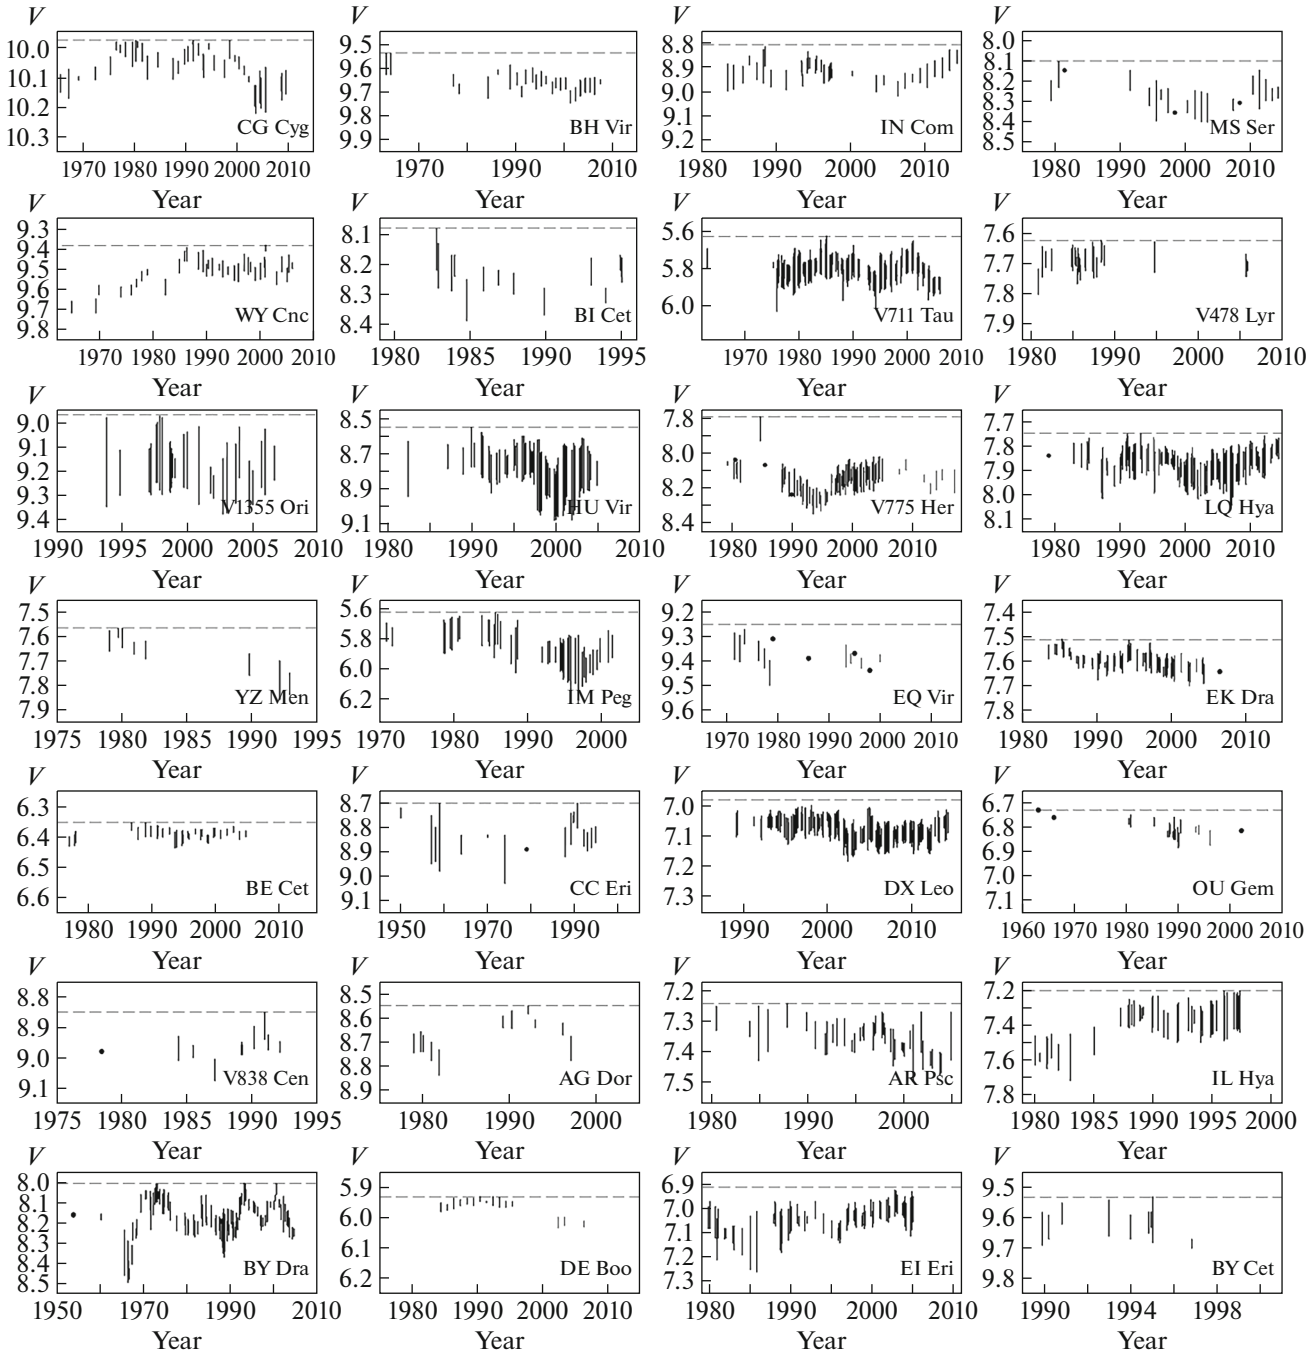 V V V V
10.0 9.5 8.8 8.0
10.1 9.6 8.9 8.1
10.2 9.7 9.0 8.2
10.3 9.8 9.1 8.3
9.9 9.2 8.4
8.5
CG Cyg BH Vir IN Com MS Ser
1970 1980 1990 2000 2010 1970 1990 2010 1980 1990 2000 2010 1980 1990 2000 2010
Year Year Year Year
V V V V
9.3 8.1 5.6 7.6
9.4 8.2 5.8 7.7
9.5 8.3 6.0 7.8
9.6 8.4 7.9
9.7
9.8
WY Cnc BI Cet V711 Tau V478 Lyr
1970 1980 1990 2000 2010 1980 1985 1990 1995 1970 1980 1990 2000 2010 1980 1990 2000 2010
Year Year Year Year
V V V V
9.0 8.5 7.8 7.7
9.1 8.7 8.0 7.8
9.2 8.9 8.2 7.9
9.3 9.1 8.4 8.0
9.4 8.1
V1355 Ori HU Vir V775 Her LQ Hya
1990 1995 2000 2005 2010 1980 1990 2000 2010 1980 1990 2000 2010 1980 1990 2000 2010
Year Year Year Year
V V V V
7.5 5.6 9.2 7.4
7.6 5.8 9.3 7.5
7.7 6.0 9.4 7.6
7.8 6.2 9.5 7.7
7.9 9.6 7.8
YZ Men IM Peg EQ Vir EK Dra
1975 1980 1985 1990 1995 1970 1980 1990 2000 1970 1980 1990 2000 2010 1980 1990 2000 2010
Year Year Year Year
V V V V
6.3 8.7 7.0 6.7
6.4 8.8 7.1 6.8
6.5 8.9 7.2 6.9
6.6 9.0 7.3 7.0
9.1 7.1
BE Cet CC Eri DX Leo OU Gem
1980 1990 2000 2010 1950 1970 1990 1990 2000 2010 1960 1970 1980 1990 2000 2010
Year Year Year Year
V V V V
8.8 8.5 7.2 7.2
8.9 8.6 7.3 7.4
9.0 8.7 7.4 7.6
9.1 8.8 7.5 7.8
8.9
V838 Cen AG Dor AR Psc IL Hya
1975 1980 1985 1990 1995 1980 1990 2000 1980 1990 2000 1980 1985 1990 1995 2000
Year Year Year Year
V V V V
8.0 5.9 6.9 9.5
8.1 6.0 7.0 9.6
8.2 6.1 7.1 9.7
8.3 6.2 7.2 9.8
8.4 7.3
8.5
BY Dra DE Boo EI Eri BY Cet
1950 1970 1990 2010 1980 1990 2000 2010 1980 1990 2000 2010 1990 1994 1998
Year Year Year Year